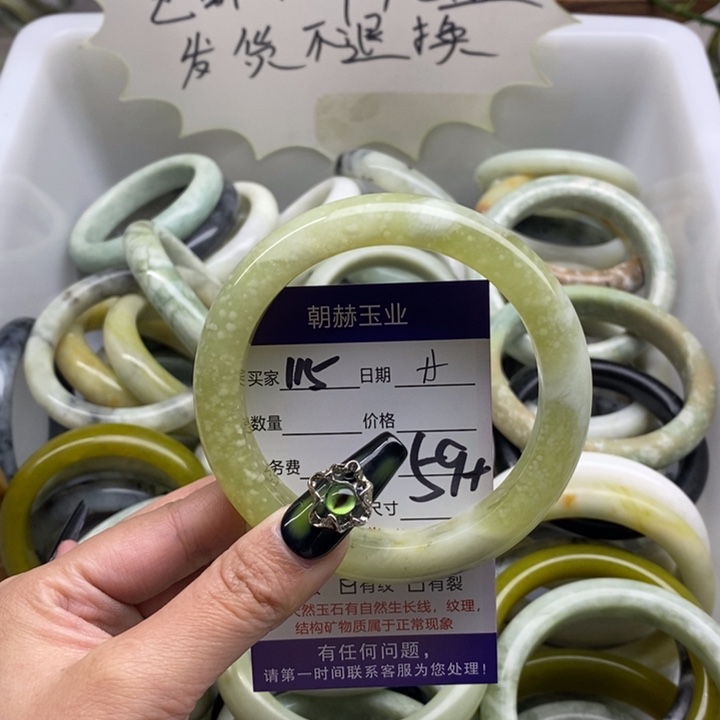 发货不退换
朝赫玉业
买家 115 日期
数量 价格
务费 59H
尺寸
☑有纹 ☐有裂
天然玉石有自然生长线，纹理，
结构矿物质属于正常现象
有任何问题，
请第一时间联系客服为您处理！